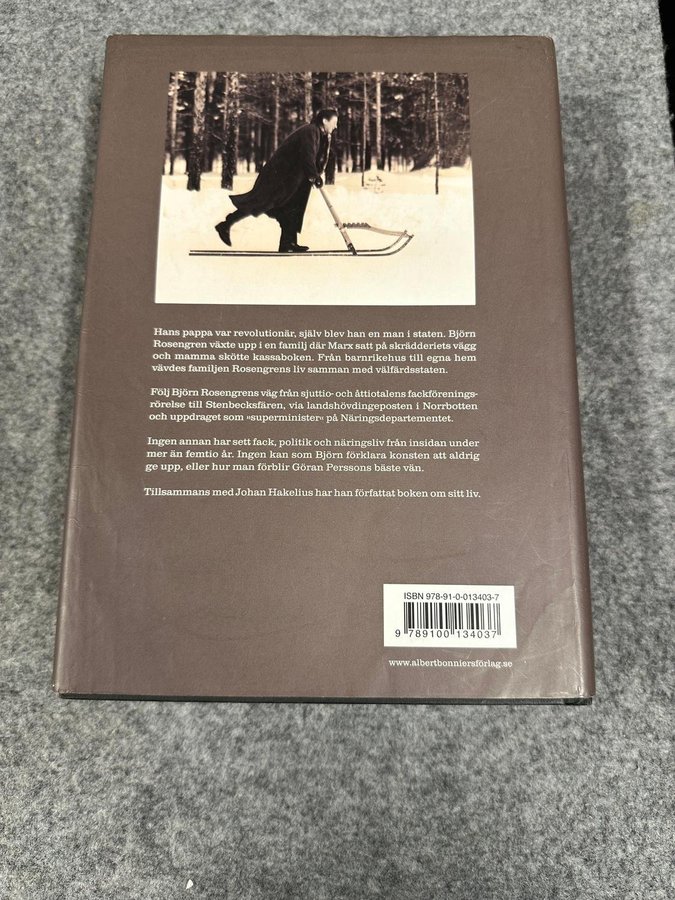 Hans pappa var revolutionär, själv blev han en man i staten. Björn
Rosengren växte upp i en familj där Marx satt på skrädderiets vägg
och mamma skötte kassaboken. Från barnrikehus till egna hem
vävdes familjen Rosengrens liv samman med välfärdsstaten.
Följ Björn Rosengrens väg från sjuttio- och åttiotalens fackförenings-
rörelse till Stenbecksfären, via landshövdingeposten i Norrbotten
och uppdraget som »superminister» på Näringsdepartementet.
Ingen annan har sett fack, politik och näringsliv från insidan under
mer än femtio år. Ingen kan som Björn förklara konsten att aldrig
ge upp, eller hur man förblir Göran Perssons bäste vän.
Tillsammans med Johan Hakelius har han författat boken om sitt liv.
ISBN 978-91-0-013403-7
9 789100 134037
www.albertbonniersförlag.se